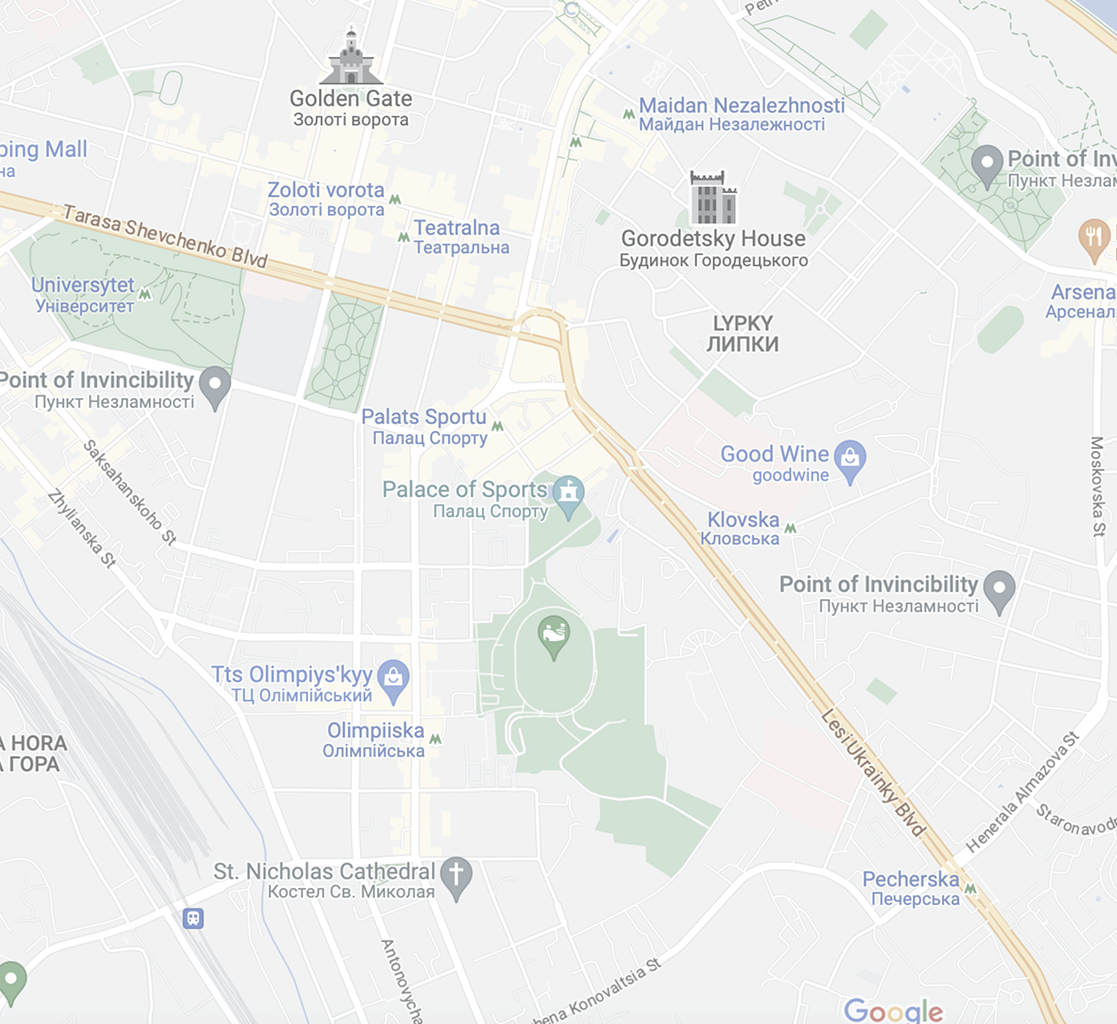 Petr
Golden Gate
Золоті ворота
Maidan Nezalezhnosti
Майдан Незалежності
ping Mall
на
Point of Inv
Пункт Незлам
Zoloti vorota
Золоті ворота
Tarasa Shevchenko Blvd
Teatralna
Театральна
Gorodetsky House
Будинок Городецького
Universytet
Університет
Arsena
Арсенал
LYPKY
ЛИПКИ
Point of Invincibility
Пункт Незламності
Palats Sportu
Палац Спорту
Saksahanskoho St
Good Wine
goodwine
Moskovska St
Palace of Sports
Палац Спорту
Zhylianska St
Klovska
Кловська
Point of Invincibility
Пункт Незламності
Tts Olimpiys'kyy
ТЦ Олімпійський
Olimpiiska
Олімпійська
A HORA
А ГОРА
Lesi Ukrainky Blvd
Henerala Almazova St
Staronavodn
St. Nicholas Cathedral
Костел Св. Миколая
Pecherska
Печерська
Antonovycha
hena Konovaltsia St
Google